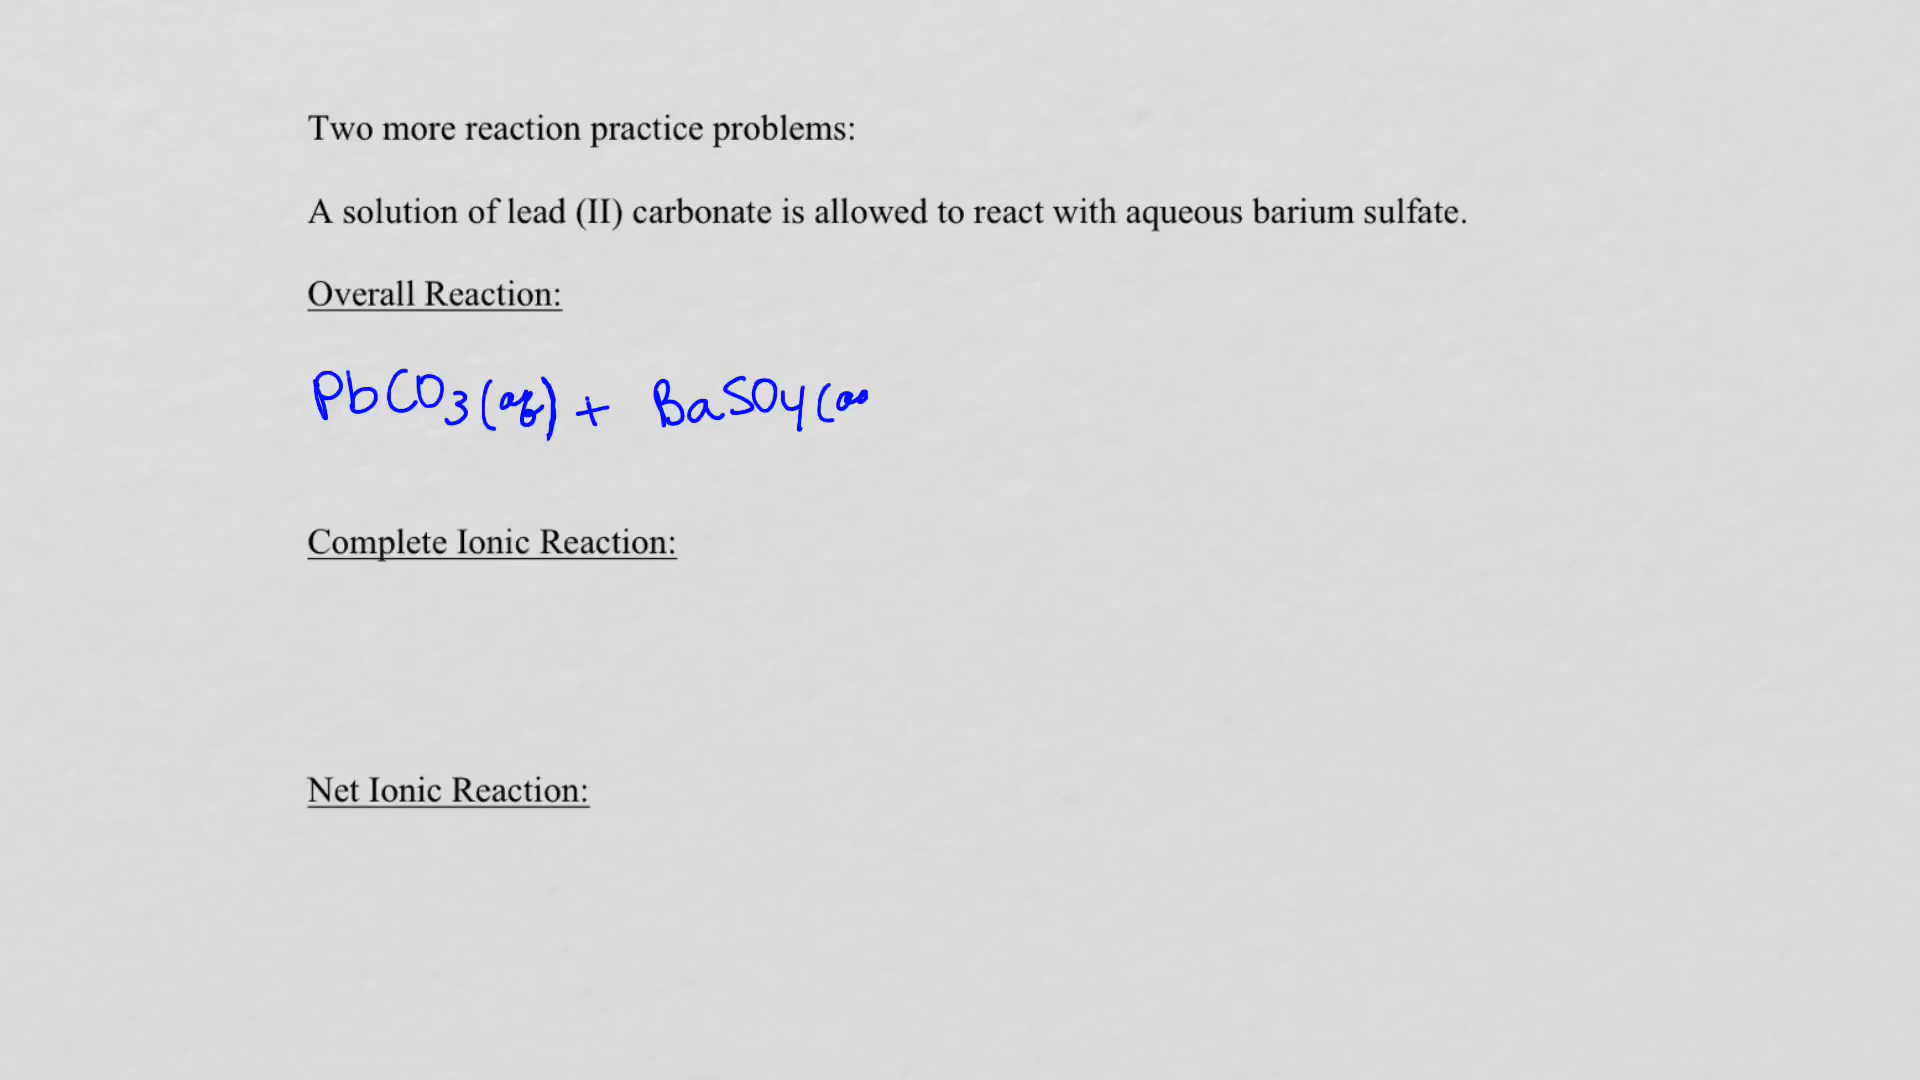 Two more reaction practice problems:
A solution of lead (II) carbonate is allowed to react with aqueous barium sulfate.
Overall Reaction:
PbCO3(aq) + BaSO4(a
Complete Ionic Reaction:
Net Ionic Reaction: